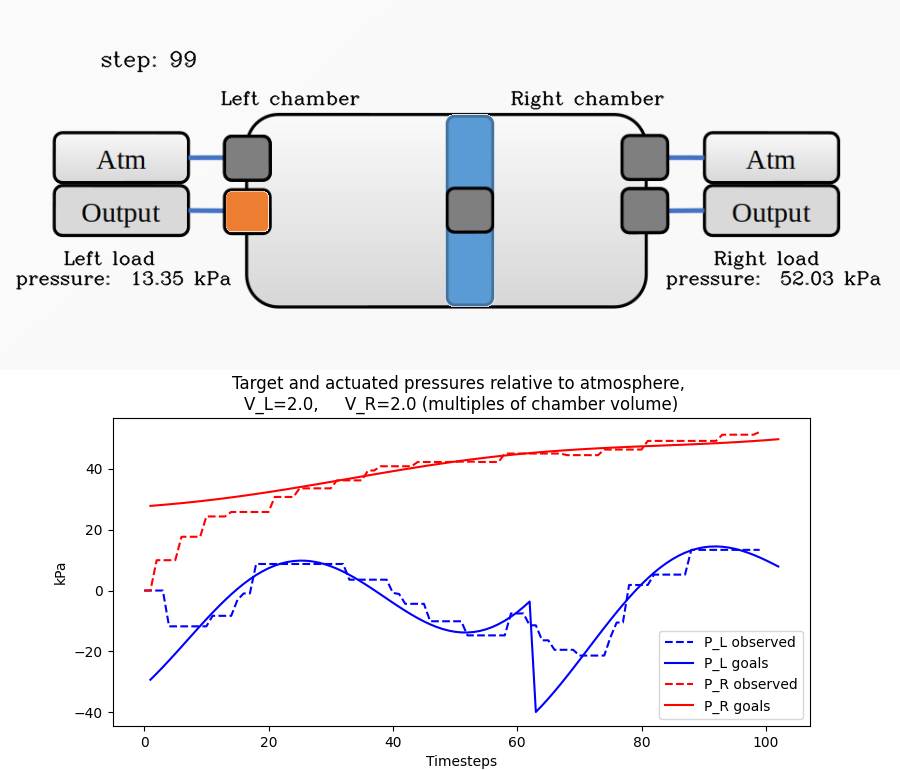 step: 99
Left chamber
Right chamber
Atm
Atm
Output
Output
Left load
pressure: 13.35 kPa
Right load
pressure: 52.03 kPa
Target and actuated pressures relative to atmosphere,
V_L=2.0, V_R=2.0 (multiples of chamber volume)
40
20
0
−20
−40
kPa
P_L observed
P_L goals
P_R observed
P_R goals
0 20 40 60 80 100
Timesteps